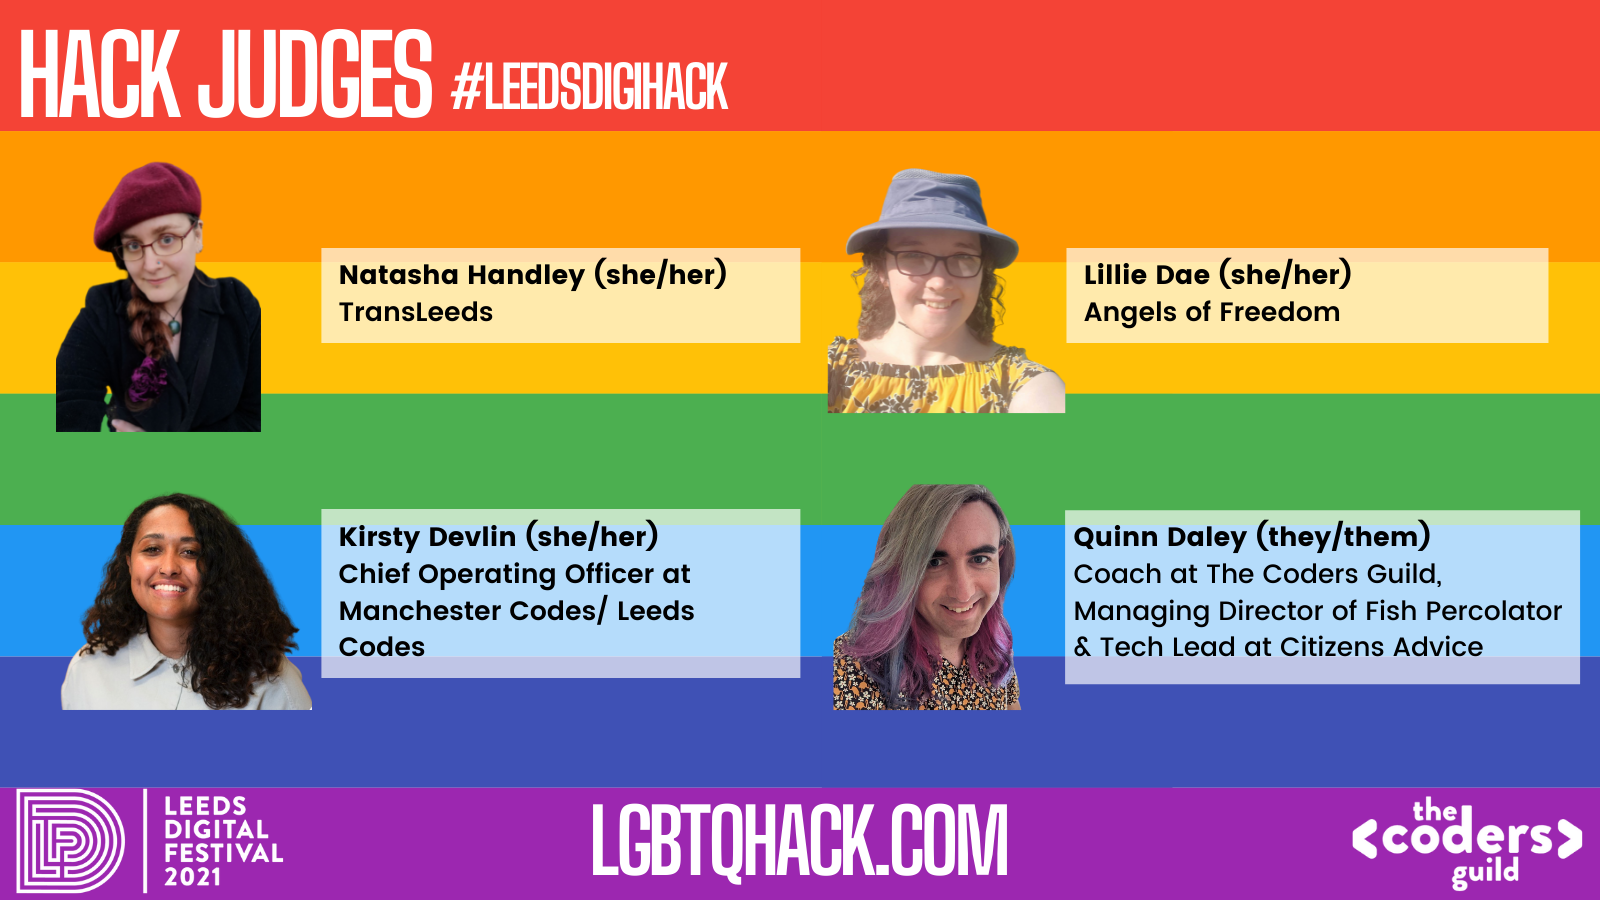 HACK JUDGES #LEEDSDIGIHACK
Natasha Handley (she/her)
TransLeeds
Lillie Dae (she/her)
Angels of Freedom
Kirsty Devlin (she/her)
Chief Operating Officer at
Manchester Codes/ Leeds
Codes
Quinn Daley (they/them)
Coach at The Coders Guild,
Managing Director of Fish Percolator
& Tech Lead at Citizens Advice
LEEDS
DIGITAL
FESTIVAL
2021
LGBTQHACK.COM
the
<coders>
guild